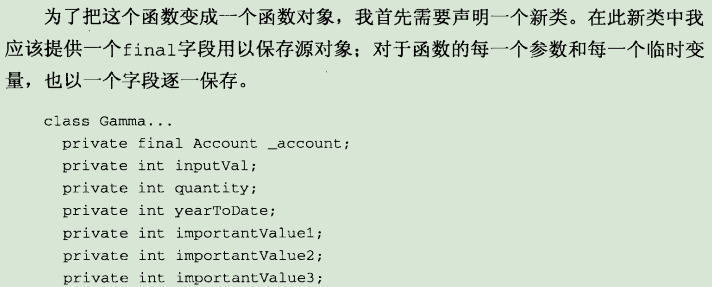 为了把这个函数变成一个函数对象，我首先需要声明一个新类。在此新类中我
应该提供一个final字段用以保存源对象；对于函数的每一个参数和每一个临时变
量，也以一个字段逐一保存。
class Gamma...
private final Account _account;
private int inputVal;
private int quantity;
private int yearToDate;
private int importantValue1;
private int importantValue2;
private int importantValue3;